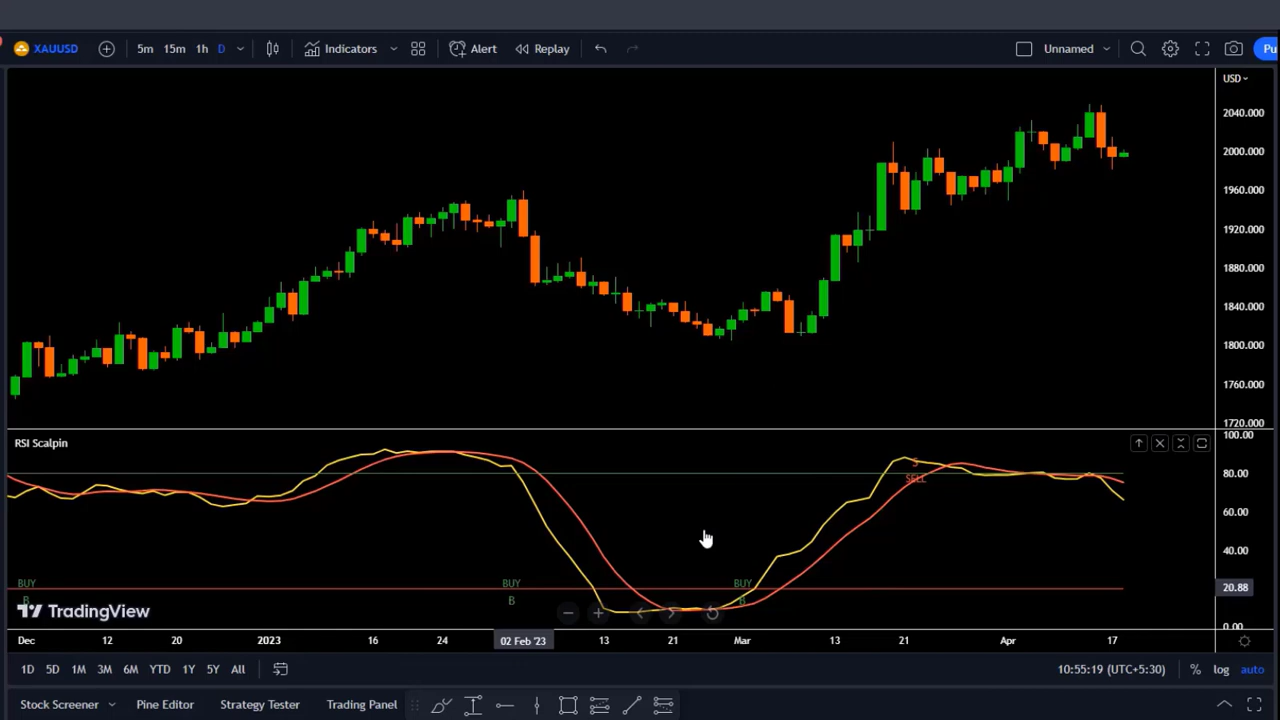 XAUUSD 5m 15m 1h D Indicators Alert Replay Unnamed Pu
USD
2040.000
2000.000
1960.000
1920.000
1880.000
1840.000
1800.000
1760.000
1720.000
RSI Scalpin
100.00
80.00
S
SELL
60.00
40.00
BUY BUY BUY
20.88
B B B
TradingView
0.00
Dec 12 20 2023 16 24 02 Feb '23 13 21 Mar 13 21 Apr 17
1D 5D 1M 3M 6M YTD 1Y 5Y All 10:55:19 (UTC+5:30) % log auto
Stock Screener Pine Editor Strategy Tester Trading Panel